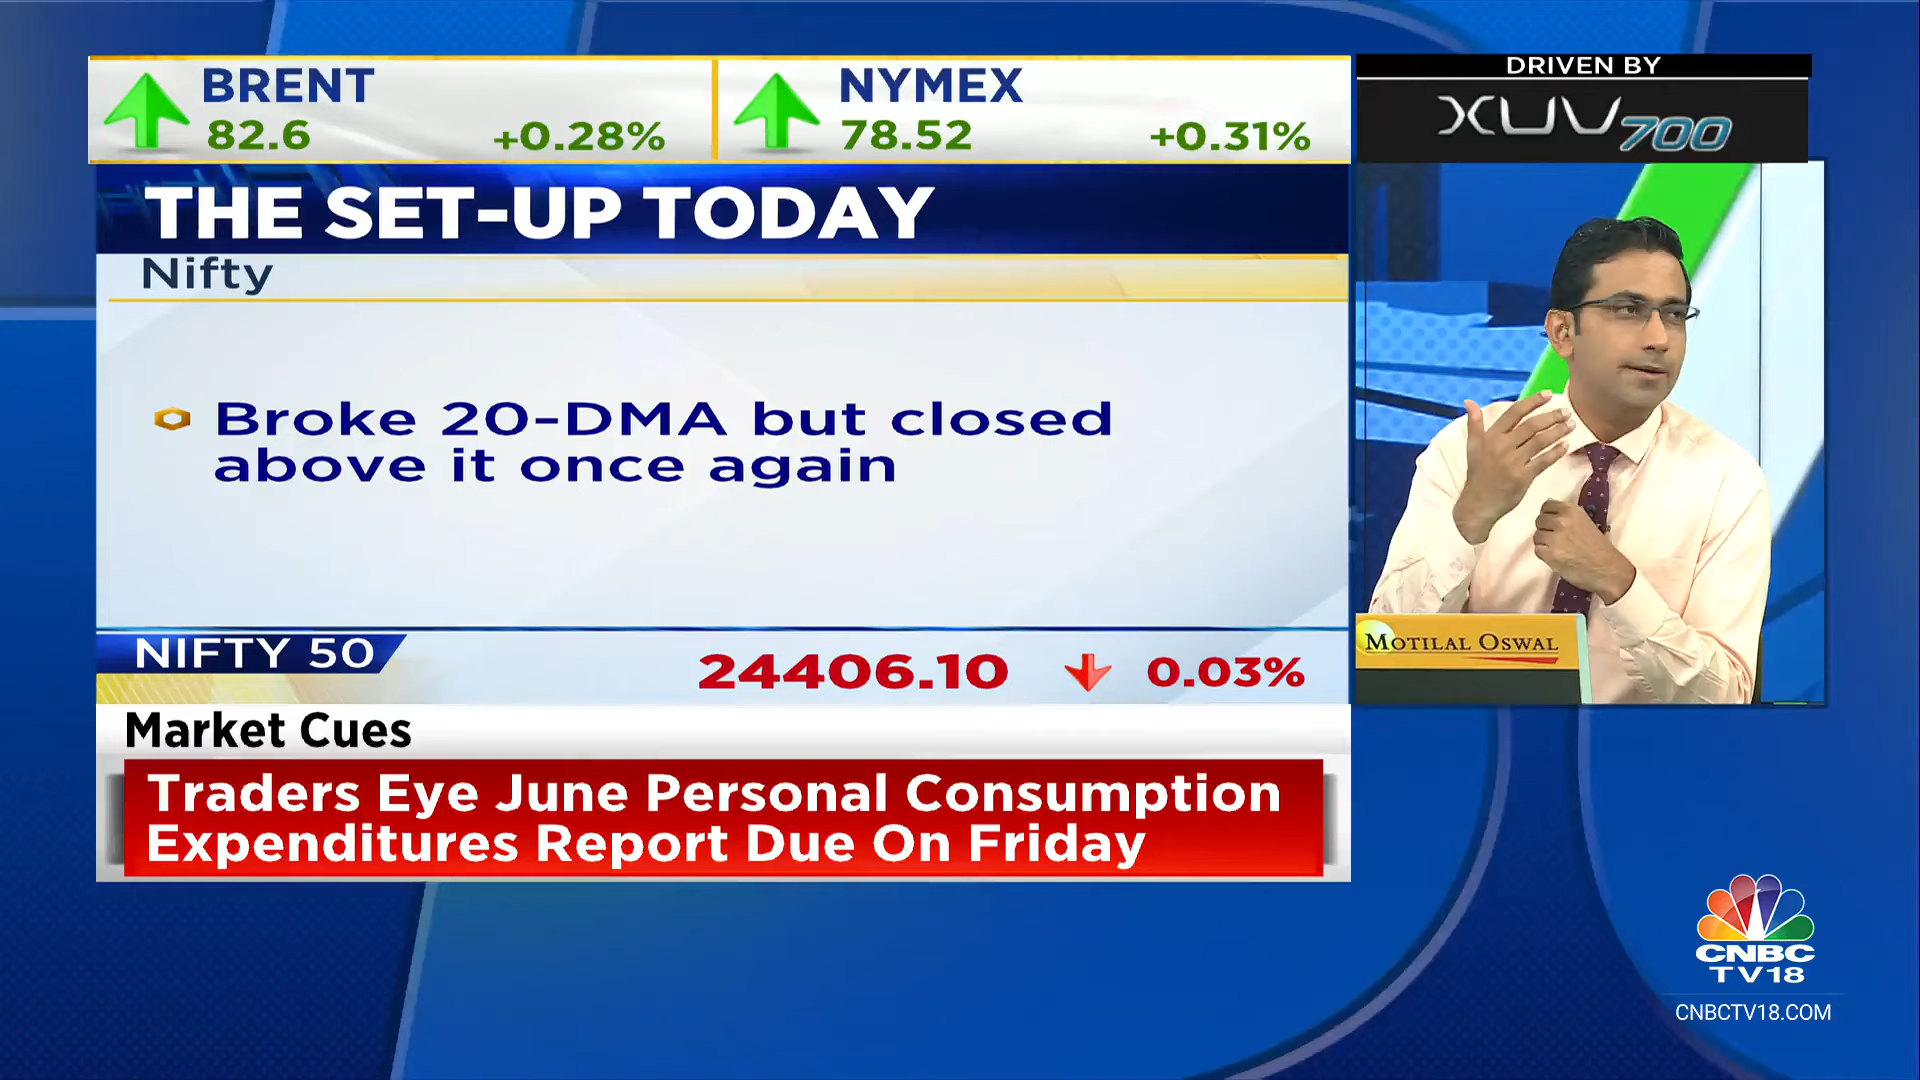 BRENT
82.6 +0.28%
NYMEX
78.52 +0.31%
DRIVEN BY
XUV700
THE SET-UP TODAY
Nifty
Broke 20-DMA but closed
above it once again
NIFTY 50
24406.10 0.03%
MOTILAL OSWAL
Market Cues
Traders Eye June Personal Consumption
Expenditures Report Due On Friday
CNBC
TV18
CNBCTV18.COM